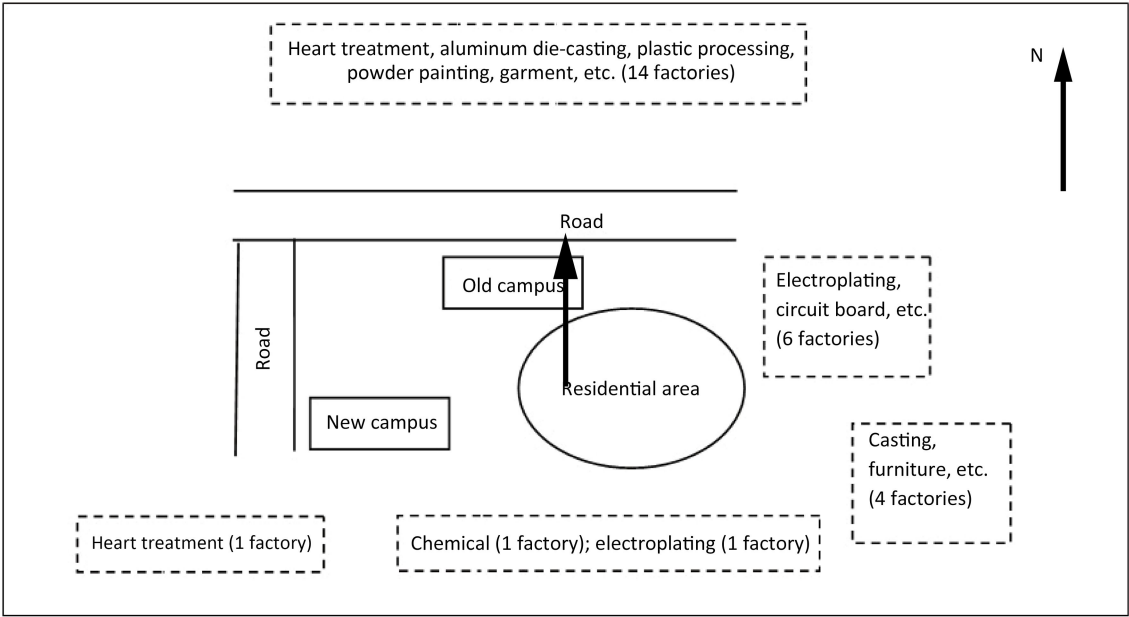 Heart treatment, aluminum die-casting, plastic processing,
powder painting, garment, etc. (14 factories)
N
Road
Old campus
Electroplating,
circuit board, etc.
(6 factories)
Road
Residential area
New campus
Casting,
furniture, etc.
(4 factories)
Heart treatment (1 factory)
Chemical (1 factory); electroplating (1 factory)